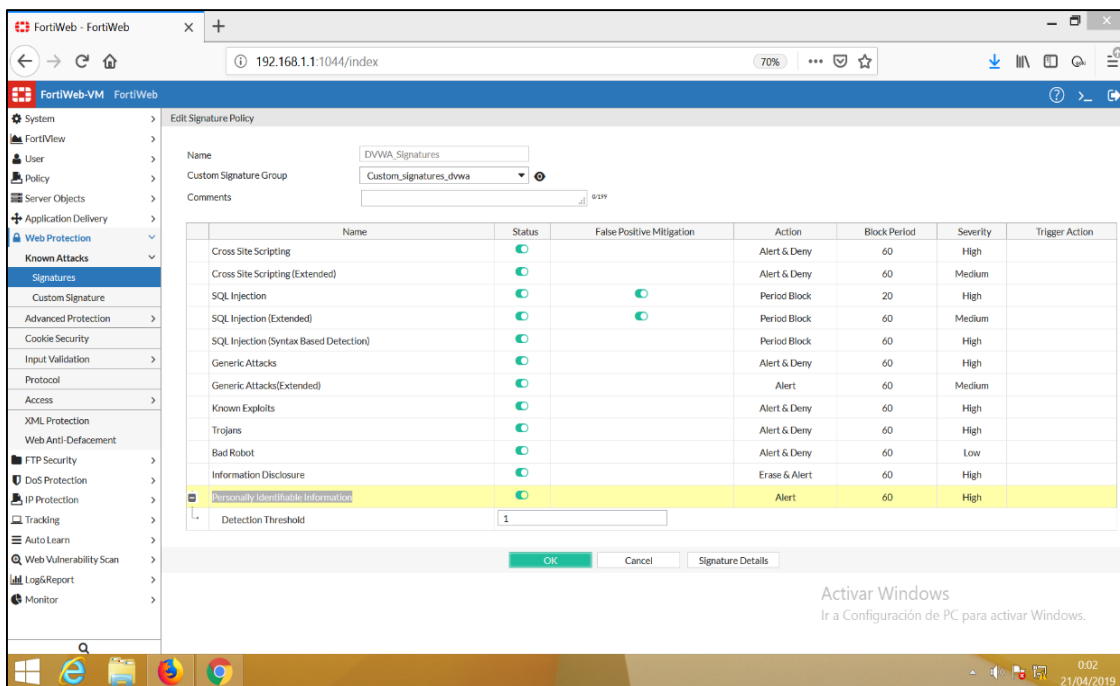 FortiWeb - FortiWeb
192.168.1.1:1044/index
70%
FortiWeb-VM FortiWeb
System
FortiView
User
Policy
Server Objects
Application Delivery
Web Protection
Known Attacks
Signatures
Custom Signature
Advanced Protection
Cookie Security
Input Validation
Protocol
Access
XML Protection
Web Anti-Defacement
FTP Security
DoS Protection
IP Protection
Tracking
Auto Learn
Web Vulnerability Scan
Log&Report
Monitor
Edit Signature Policy
Name DVWA_Signatures
Custom Signature Group Custom_signatures_dvwa
Comments 0/199
Name Status False Positive Mitigation Action Block Period Severity Trigger Action
Cross Site Scripting Alert & Deny 60 High
Cross Site Scripting (Extended) Alert & Deny 60 Medium
SQL Injection Period Block 20 High
SQL Injection (Extended) Period Block 60 Medium
SQL Injection (Syntax Based Detection) Period Block 60 High
Generic Attacks Alert & Deny 60 High
Generic Attacks(Extended) Alert 60 Medium
Known Exploits Alert & Deny 60 High
Trojans Alert & Deny 60 High
Bad Robot Alert & Deny 60 Low
Information Disclosure Erase & Alert 60 High
Personally Identifiable Information Alert 60 High
Detection Threshold 1
OK Cancel Signature Details
Activar Windows
Ir a Configuración de PC para activar Windows.
0:02
21/04/2019